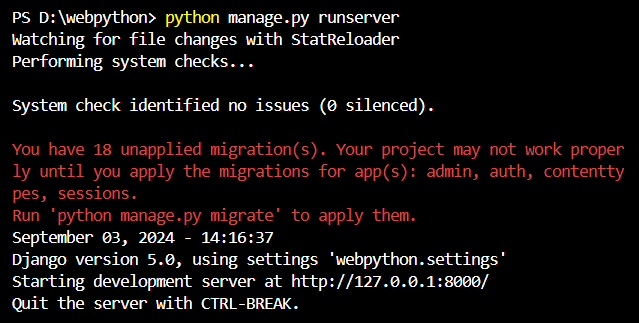 PS D:\webpython> python manage.py runserver
Watching for file changes with StatReloader
Performing system checks...
System check identified no issues (0 silenced).
You have 18 unapplied migration(s). Your project may not work proper
ly until you apply the migrations for app(s): admin, auth, contentty
pes, sessions.
Run 'python manage.py migrate' to apply them.
September 03, 2024 - 14:16:37
Django version 5.0, using settings 'webpython.settings'
Starting development server at http://127.0.0.1:8000/
Quit the server with CTRL-BREAK.